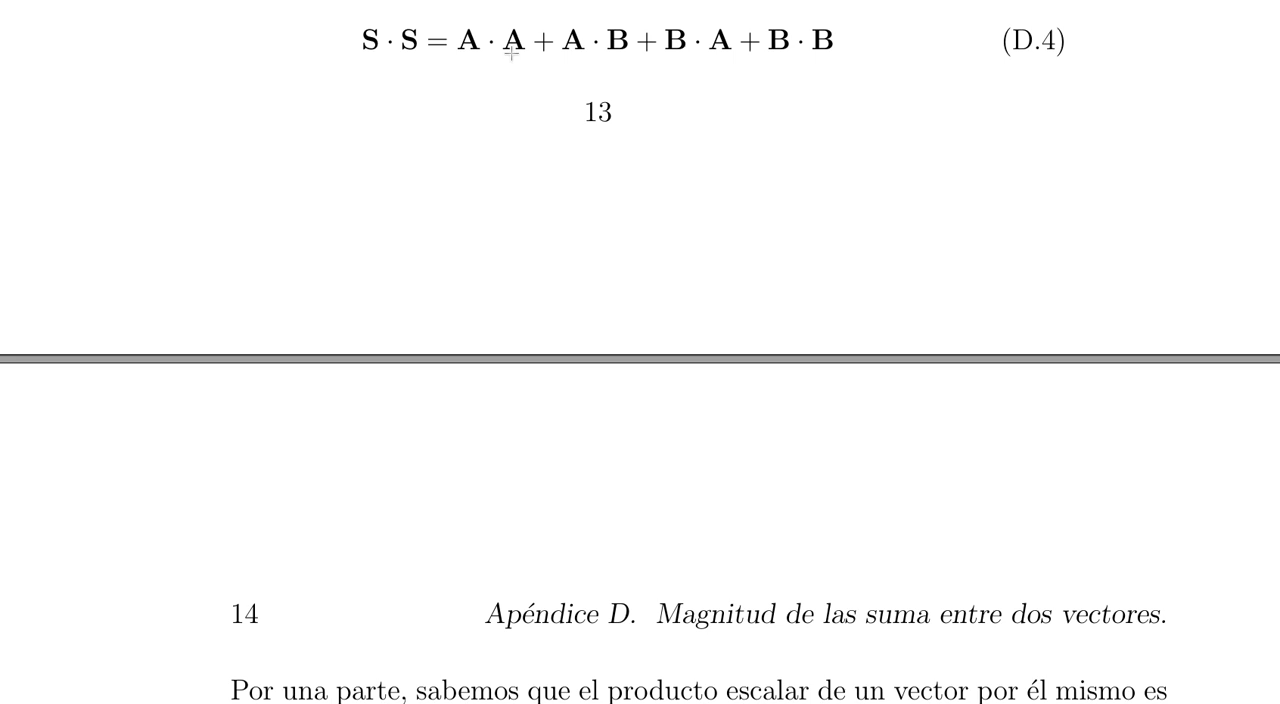 S · S = A · A + A · B + B · A + B · B (D.4)
13
14 Apéndice D. Magnitud de las suma entre dos vectores.
Por una parte, sabemos que el producto escalar de un vector por él mismo es